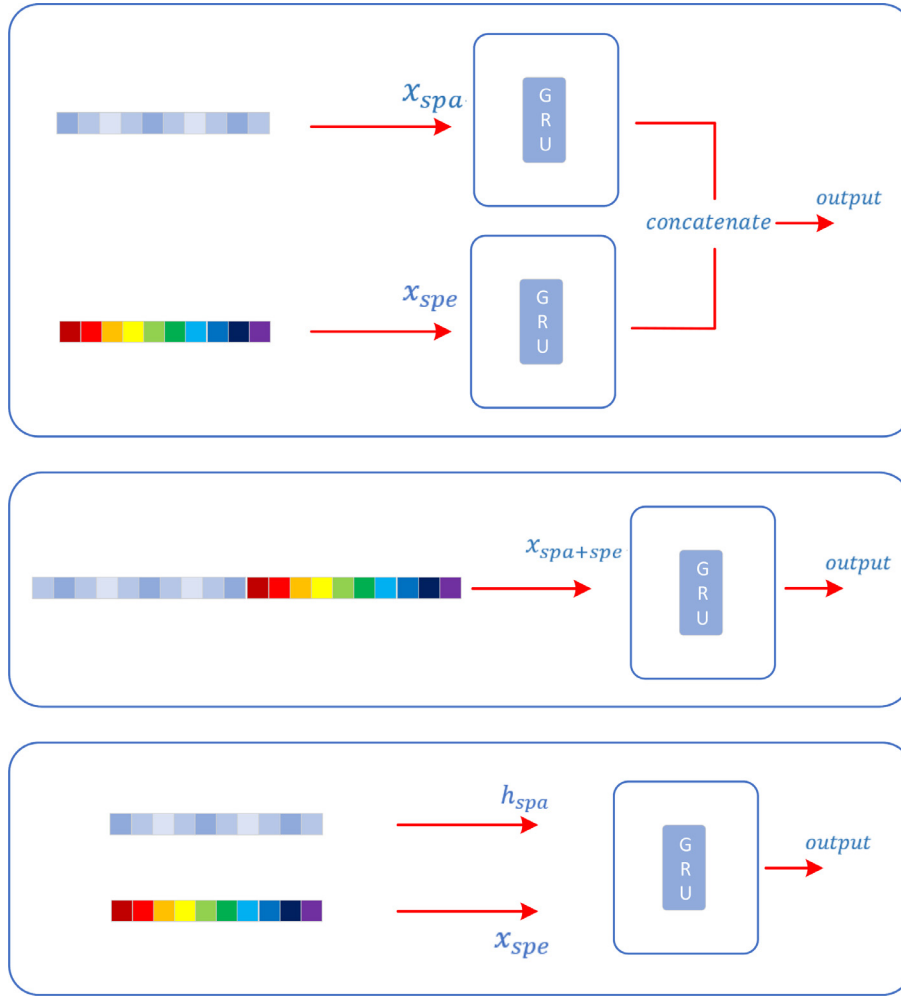 x_spa
G
R
U
concatenate
output
x_spe
G
R
U
x_spa+spe
G
R
U
output
h_spa
G
R
U
output
x_spe